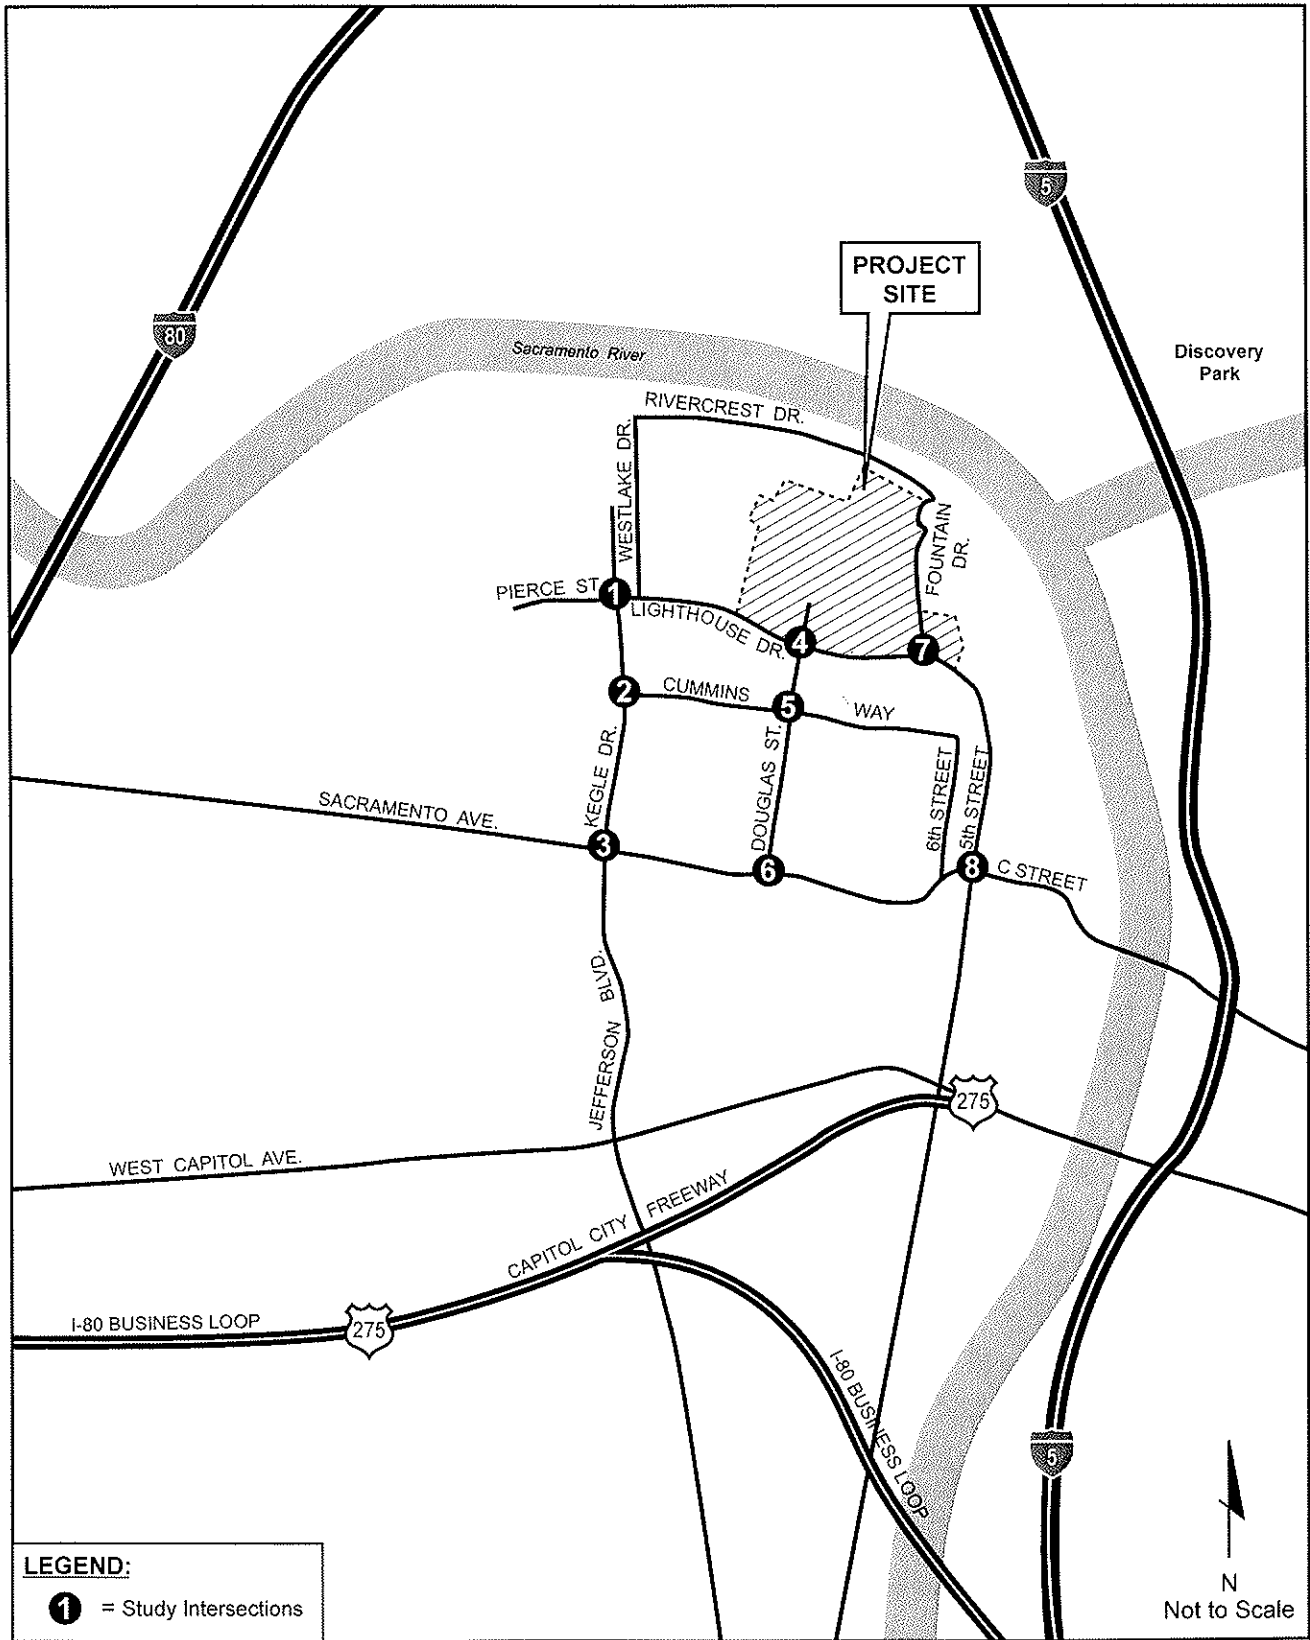 5
PROJECT
SITE
80
Sacramento River
Discovery
Park
RIVERCREST DR.
WESTLAKE DR.
FOUNTAIN
DR.
PIERCE ST.
1
LIGHTHOUSE DR.
4
7
2
CUMMINS
5
WAY
KEGLE DR.
DOUGLAS ST.
6th STREET
5th STREET
SACRAMENTO AVE.
3
6
8
C STREET
JEFFERSON BLVD.
275
WEST CAPITOL AVE.
CAPITOL CITY FREEWAY
I-80 BUSINESS LOOP
275
I-80 BUSINESS LOOP
5
LEGEND:
1 = Study Intersections
N
Not to Scale